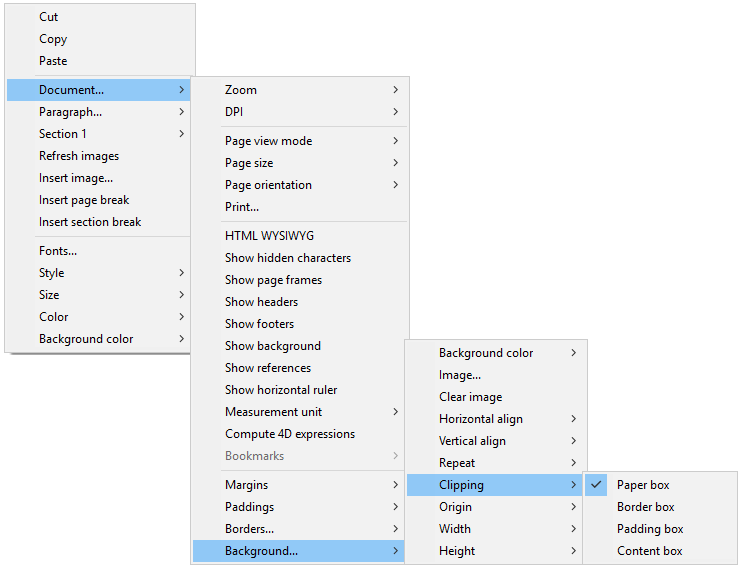 Cut
Copy
Paste
Document...
Paragraph...
Section 1
Refresh images
Insert image...
Insert page break
Insert section break
Fonts...
Style
Size
Color
Background color
Zoom
DPI
Page view mode
Page size
Page orientation
Print...
HTML WYSIWYG
Show hidden characters
Show page frames
Show headers
Show footers
Show background
Show references
Show horizontal ruler
Measurement unit
Compute 4D expressions
Bookmarks
Margins
Paddings
Borders...
Background...
Background color
Image...
Clear image
Horizontal align
Vertical align
Repeat
Clipping
Origin
Width
Height
Paper box
Border box
Padding box
Content box